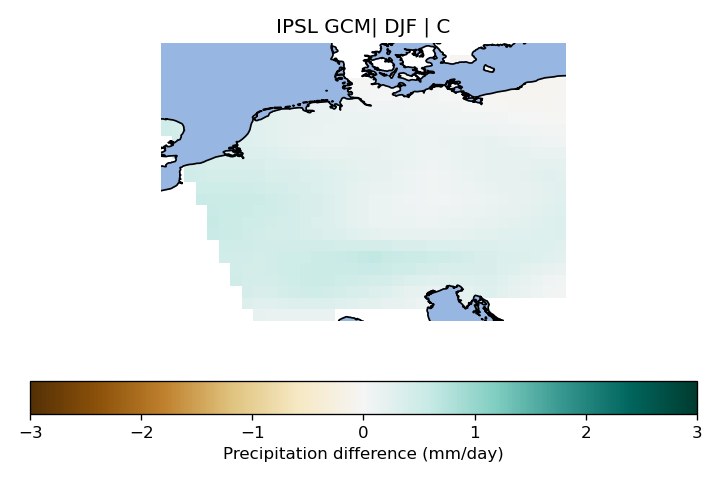 IPSL GCM| DJF | C
−3 −2 −1 0 1 2 3
Precipitation difference (mm/day)